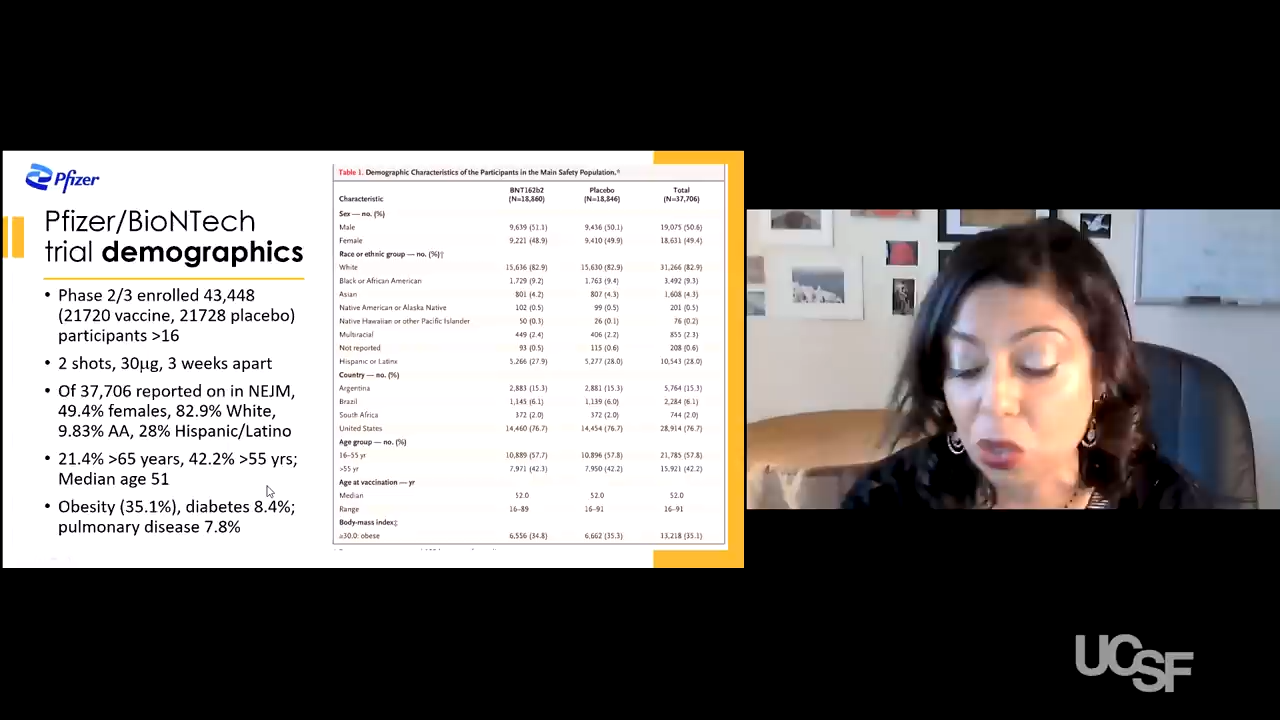 Pfizer
Pfizer/BioNTech
trial demographics
• Phase 2/3 enrolled 43,448
(21720 vaccine, 21728 placebo)
participants >16
• 2 shots, 30µg, 3 weeks apart
• Of 37,706 reported on in NEJM,
49.4% females, 82.9% White,
9.83% AA, 28% Hispanic/Latino
• 21.4% >65 years, 42.2% >55 yrs;
Median age 51
• Obesity (35.1%), diabetes 8.4%;
pulmonary disease 7.8%
Table 1. Demographic Characteristics of the Participants in the Main Safety Population.*
Characteristic BNT162b2 (N=18,860) Placebo (N=18,846) Total (N=37,706)
Sex — no. (%)
Male 9,639 (51.1) 9,436 (50.1) 19,075 (50.6)
Female 9,221 (48.9) 9,410 (49.9) 18,631 (49.4)
Race or ethnic group — no. (%)†
White 15,636 (82.9) 15,630 (82.9) 31,266 (82.9)
Black or African American 1,729 (9.2) 1,763 (9.4) 3,492 (9.3)
Asian 801 (4.2) 807 (4.3) 1,608 (4.3)
Native American or Alaska Native 102 (0.5) 99 (0.5) 201 (0.5)
Native Hawaiian or other Pacific Islander 50 (0.3) 26 (0.1) 76 (0.2)
Multiracial 449 (2.4) 406 (2.2) 855 (2.3)
Not reported 93 (0.5) 115 (0.6) 208 (0.6)
Hispanic or Latinx 5,266 (27.9) 5,277 (28.0) 10,543 (28.0)
Country — no. (%)
Argentina 2,883 (15.3) 2,881 (15.3) 5,764 (15.3)
Brazil 1,145 (6.1) 1,139 (6.0) 2,284 (6.1)
South Africa 372 (2.0) 372 (2.0) 744 (2.0)
United States 14,460 (76.7) 14,454 (76.7) 28,914 (76.7)
Age group — no. (%)
16–55 yr 10,889 (57.7) 10,896 (57.8) 21,785 (57.8)
>55 yr 7,971 (42.3) 7,950 (42.2) 15,921 (42.2)
Age at vaccination — yr
Median 52.0 52.0 52.0
Range 16–89 16–91 16–91
Body-mass index‡
≥30.0: obese 6,556 (34.8) 6,662 (35.3) 13,218 (35.1)
UCSF